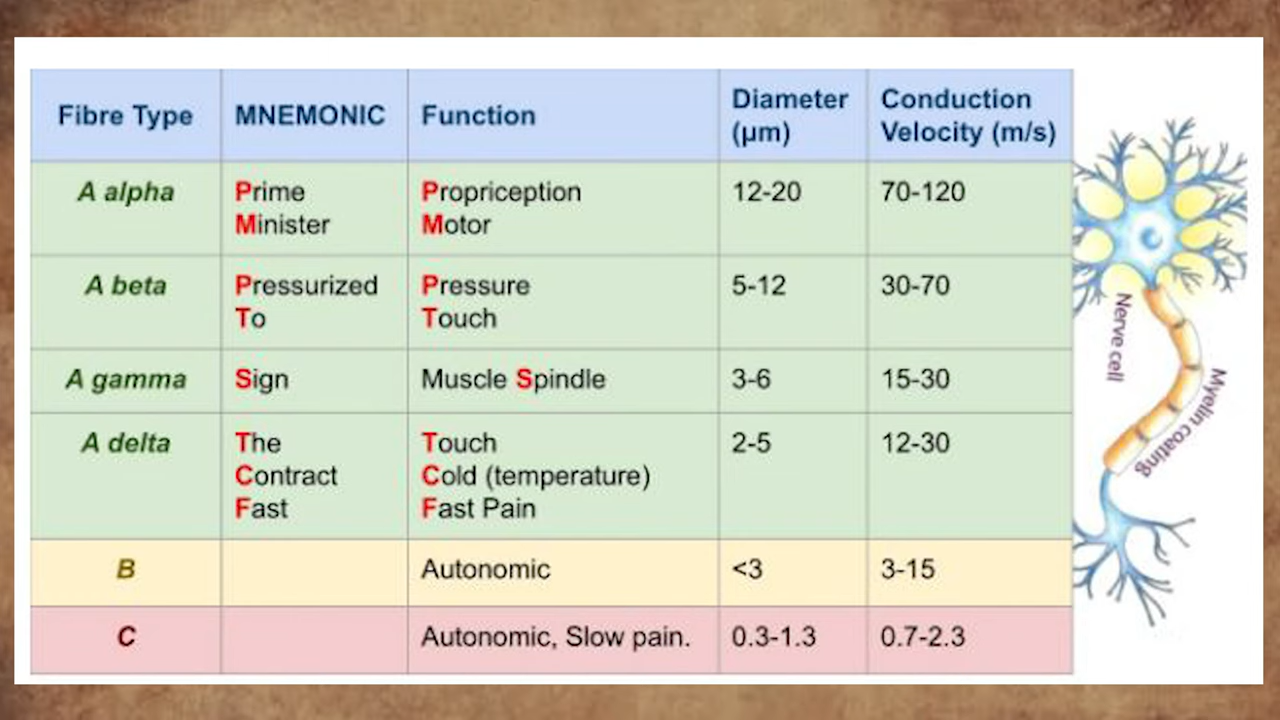 Fibre Type MNEMONIC Function Diameter (µm) Conduction Velocity (m/s)
A alpha Prime Minister Propriception Motor 12-20 70-120
A beta Pressurized To Pressure Touch 5-12 30-70
A gamma Sign Muscle Spindle 3-6 15-30
A delta The Contract Fast Touch Cold (temperature) Fast Pain 2-5 12-30
B Autonomic <3 3-15
C Autonomic, Slow pain. 0.3-1.3 0.7-2.3
Nerve cell
Myelin coating